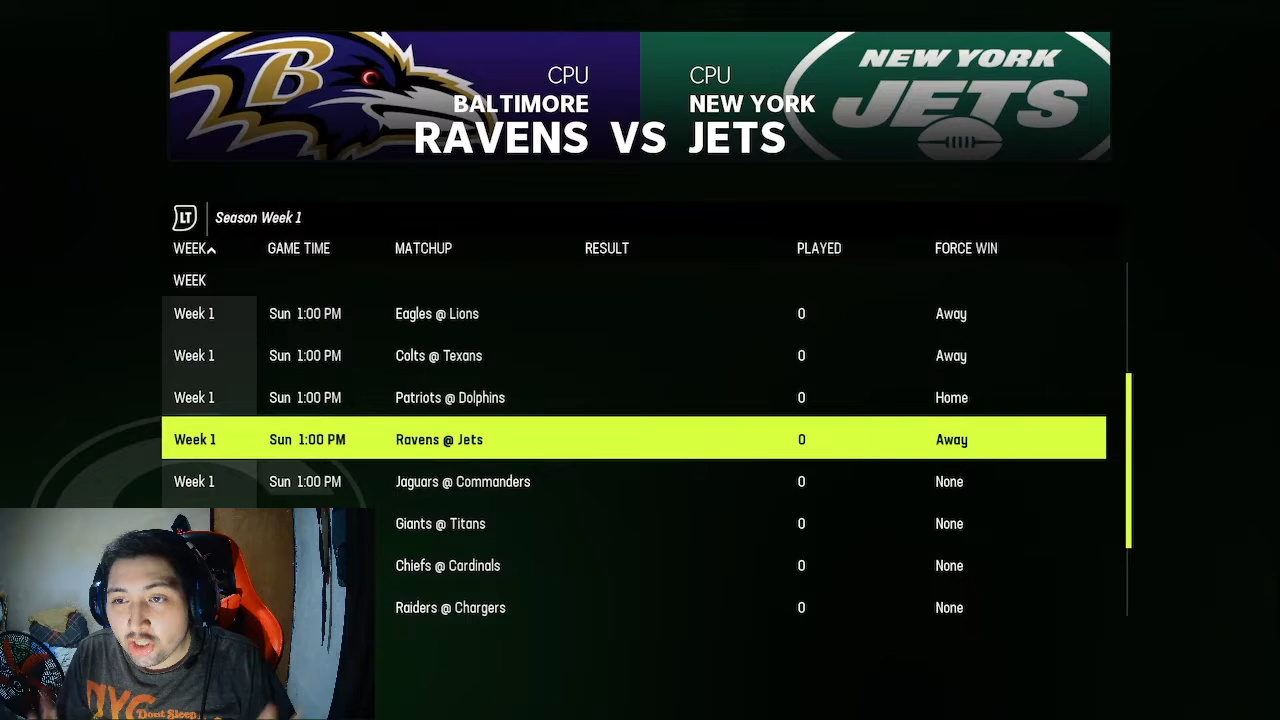 B
CPU
BALTIMORE
RAVENS VS JETS
CPU
NEW YORK
NEW YORK
JETS
LT Season Week 1
WEEK GAME TIME MATCHUP RESULT PLAYED FORCE WIN
WEEK
Week 1 Sun 1:00 PM Eagles @ Lions 0 Away
Week 1 Sun 1:00 PM Colts @ Texans 0 Away
Week 1 Sun 1:00 PM Patriots @ Dolphins 0 Home
Week 1 Sun 1:00 PM Ravens @ Jets 0 Away
Week 1 Sun 1:00 PM Jaguars @ Commanders 0 None
Giants @ Titans 0 None
Chiefs @ Cardinals 0 None
Raiders @ Chargers 0 None
NYC
Dont Sleep